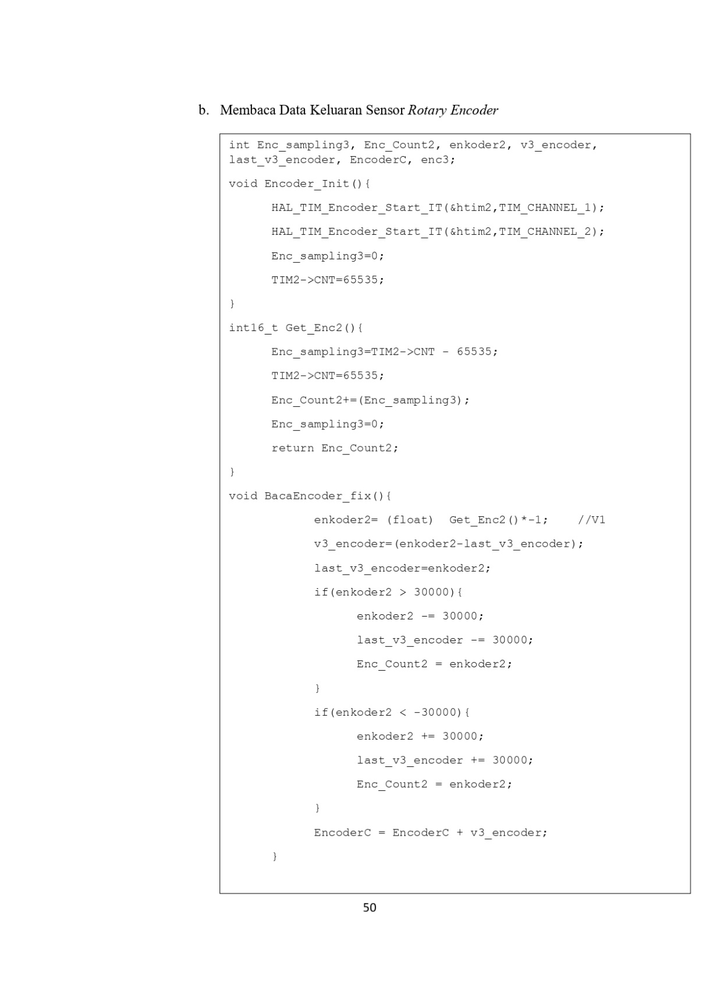 b. Membaca Data Keluaran Sensor Rotary Encoder
int Enc_sampling3, Enc_Count2, enkoder2, v3_encoder,
last_v3_encoder, EncoderC, enc3;
void Encoder_Init(){
HAL_TIM_Encoder_Start_IT(&htim2,TIM_CHANNEL_1);
HAL_TIM_Encoder_Start_IT(&htim2,TIM_CHANNEL_2);
Enc_sampling3=0;
TIM2->CNT=65535;
}
int16_t Get_Enc2(){
Enc_sampling3=TIM2->CNT - 65535;
TIM2->CNT=65535;
Enc_Count2+=(Enc_sampling3);
Enc_sampling3=0;
return Enc_Count2;
}
void BacaEncoder_fix(){
enkoder2= (float) Get_Enc2()*-1; //V1
v3_encoder=(enkoder2-last_v3_encoder);
last_v3_encoder=enkoder2;
if(enkoder2 > 30000){
enkoder2 -= 30000;
last_v3_encoder -= 30000;
Enc_Count2 = enkoder2;
}
if(enkoder2 < -30000){
enkoder2 += 30000;
last_v3_encoder += 30000;
Enc_Count2 = enkoder2;
}
EncoderC = EncoderC + v3_encoder;
}
50